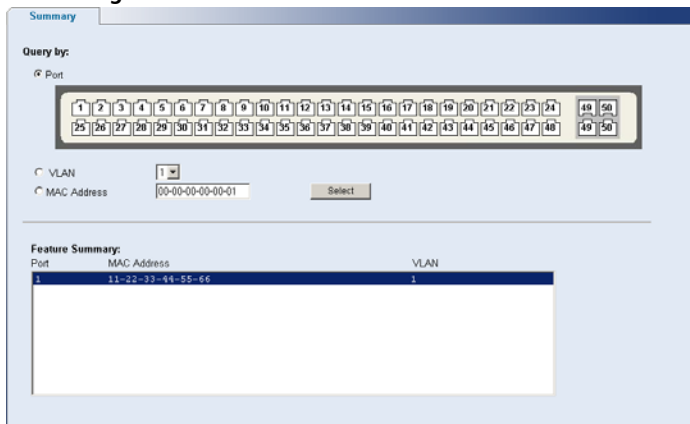 Summary
Query by:
Port
1 2 3 4 5 6 7 8 9 10 11 12 13 14 15 16 17 18 19 20 21 22 23 24 49 50
25 26 27 28 29 30 31 32 33 34 35 36 37 38 39 40 41 42 43 44 45 46 47 48 49 50
VLAN 1
MAC Address 00-00-00-00-00-01 Select
Feature Summary:
Port MAC Address VLAN
1 11-22-33-44-55-66 1